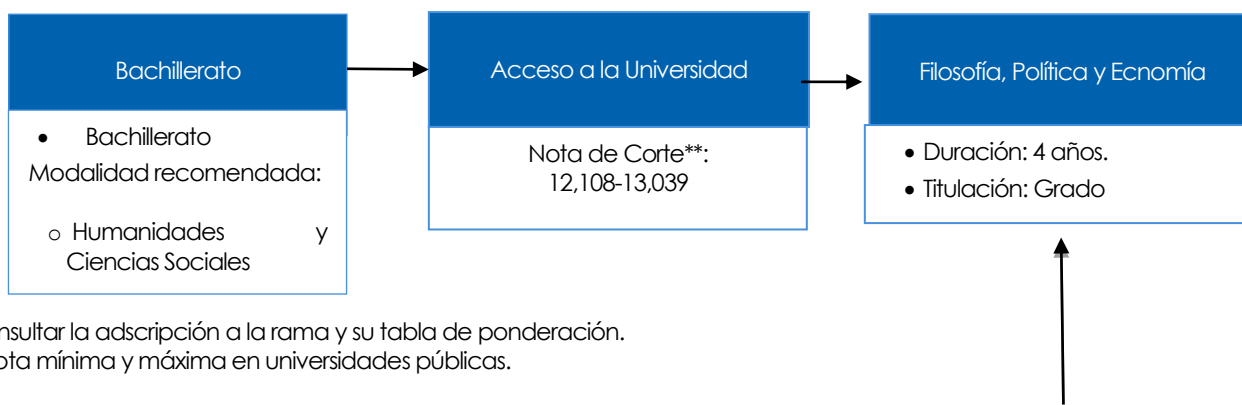 Bachillerato
Acceso a la Universidad
Filosofía, Política y Ecnomía
• Bachillerato
Modalidad recomendada:
o Humanidades y
Ciencias Sociales
Nota de Corte**:
12,108-13,039
• Duración: 4 años.
• Titulación: Grado
nsultar la adscripción a la rama y su tabla de ponderación.
ota mínima y máxima en universidades públicas.